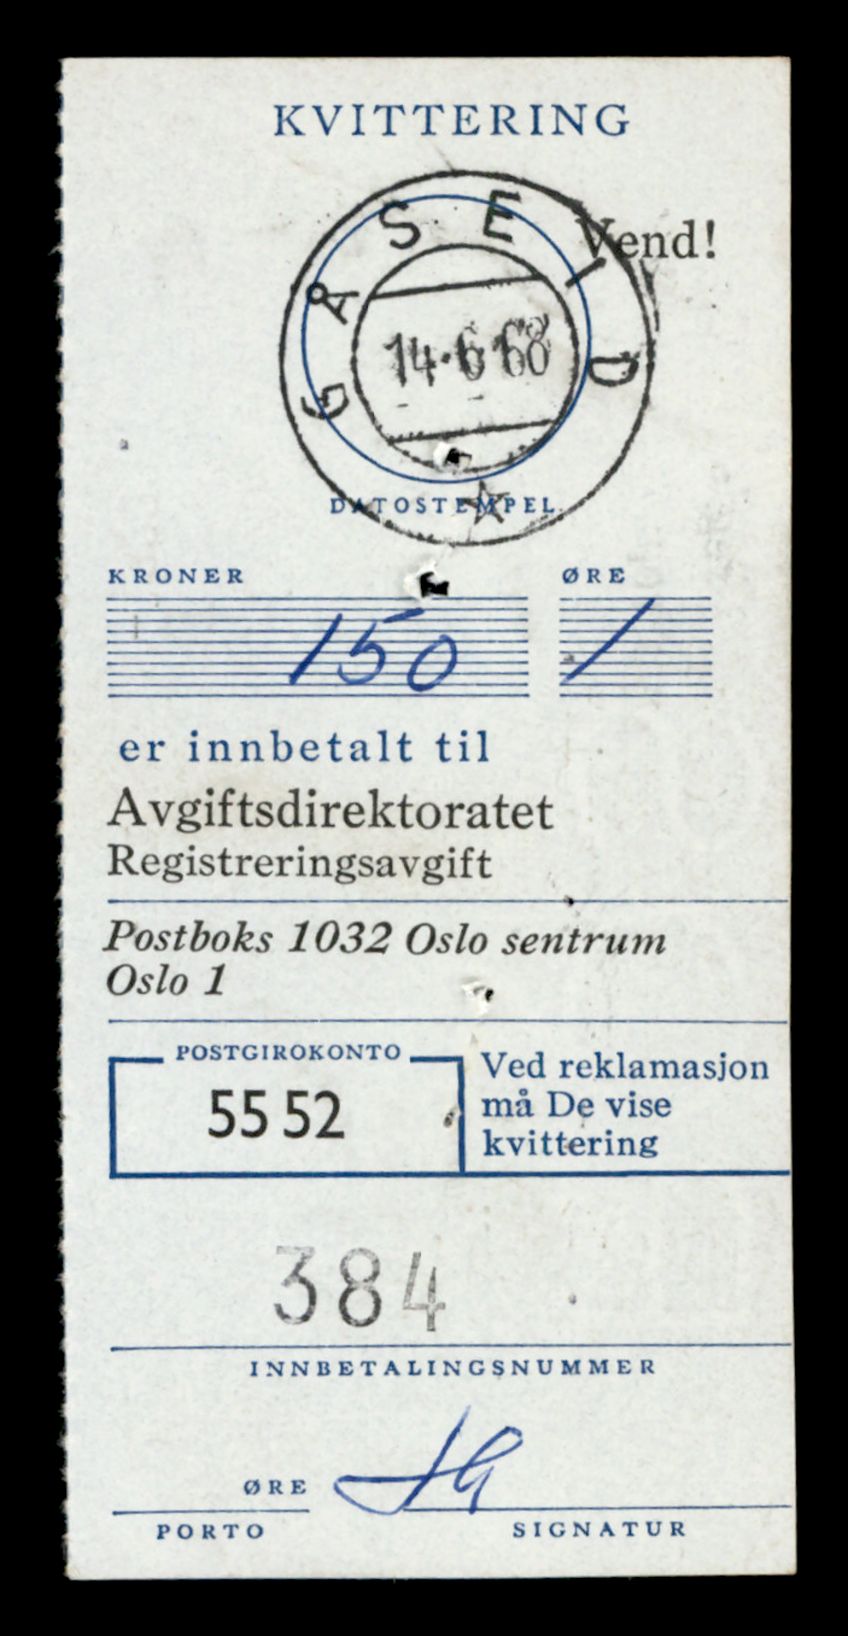 KVITTERING
Vend!
GÅSEID
14.6.68
DATOSTEMPEL
KRONER ØRE
150 /
er innbetalt til
Avgiftsdirektoratet
Registreringsavgift
Postboks 1032 Oslo sentrum
Oslo 1
POSTGIROKONTO
55 52
Ved reklamasjon
må De vise
kvittering
384
INNBETALINGSNUMMER
ØRE
PORTO SIGNATUR